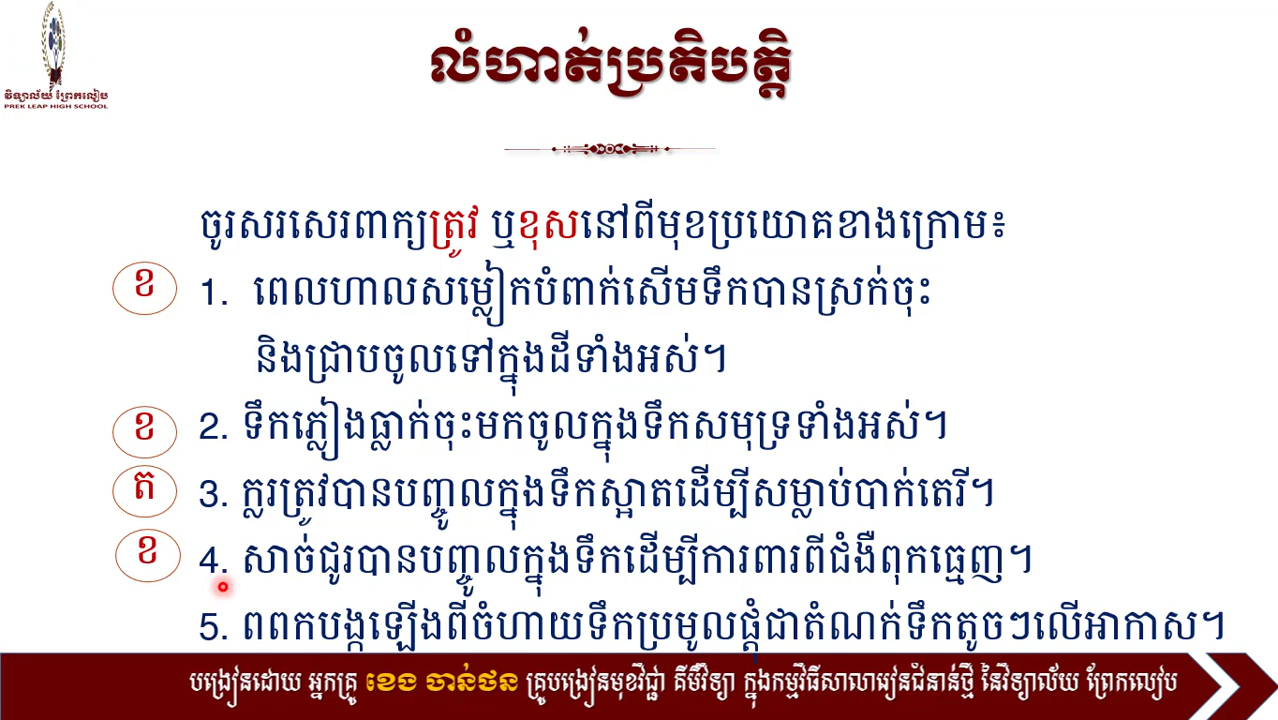 វិទ្យាល័យ ព្រែកលៀប
PREK LEAP HIGH SCHOOL
លំហាត់ប្រតិបត្តិ
ចូរសរសេរពាក្យត្រូវ ឬខុសនៅពីមុខប្រយោគខាងក្រោម៖
ខ 1. ពេលហាលសម្លៀកបំពាក់សើមទឹកបានស្រក់ចុះ
និងជ្រាបចូលទៅក្នុងដីទាំងអស់។
ខ 2. ទឹកភ្លៀងធ្លាក់ចុះមកចូលក្នុងទឹកសមុទ្រទាំងអស់។
ត 3. ក្លរត្រូវបានបញ្ចូលក្នុងទឹកស្អាតដើម្បីសម្លាប់បាក់តេរី។
ខ 4. សាច់ជូរបានបញ្ចូលក្នុងទឹកដើម្បីការពារពីជំងឺពុកធ្មេញ។
5. ពពកបង្កឡើងពីចំហាយទឹកប្រមូលផ្តុំជាតំណក់ទឹកតូចៗលើអាកាស។
បង្រៀនដោយ អ្នកគ្រូ ខេង ចាន់ថន គ្រូបង្រៀនមុខវិជ្ជា គីមីវិទ្យា ក្នុងកម្មវិធីសាលារៀនជំនាន់ថ្មី នៃវិទ្យាល័យ ព្រែកលៀប